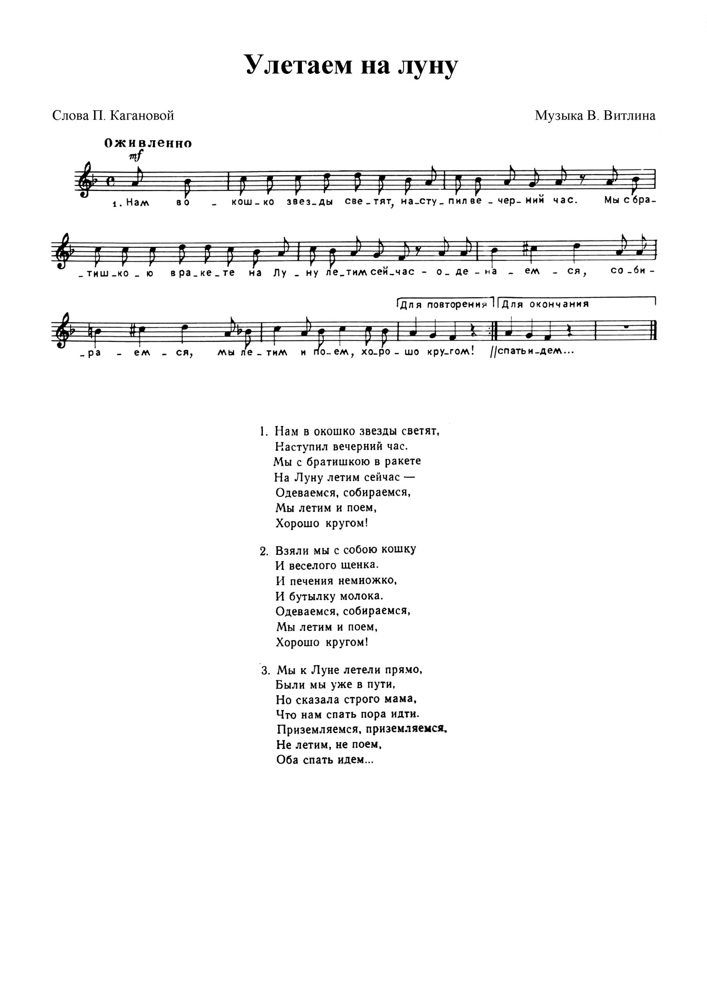 Улетаем на луну
Слова П. Кагановой
Музыка В. Витлина
Оживленно
mf
1. Нам во - кош-ко звез-ды све-тят, на-сту-пил ве-чер-ний час. Мы с бра-
-тиш-ко-ю в ра-ке-те на Лу-ну ле-тим сей-час - о-де-на-ем-ся, со-би-
Для повторения Для окончания
-ра-ем-ся, мы ле-тим и по-ем, хо-ро-шо кру-гом! //спать и-дем...
1. Нам в окошко звезды светят,
Наступил вечерний час.
Мы с братишкою в ракете
На Луну летим сейчас —
Одеваемся, собираемся,
Мы летим и поем,
Хорошо кругом!
2. Взяли мы с собою кошку
И веселого щенка.
И печения немножко,
И бутылку молока.
Одеваемся, собираемся,
Мы летим и поем,
Хорошо кругом!
3. Мы к Луне летели прямо,
Были мы уже в пути,
Но сказала строго мама,
Что нам спать пора идти.
Приземляемся, приземляемся,
Не летим, не поем,
Оба спать идем...